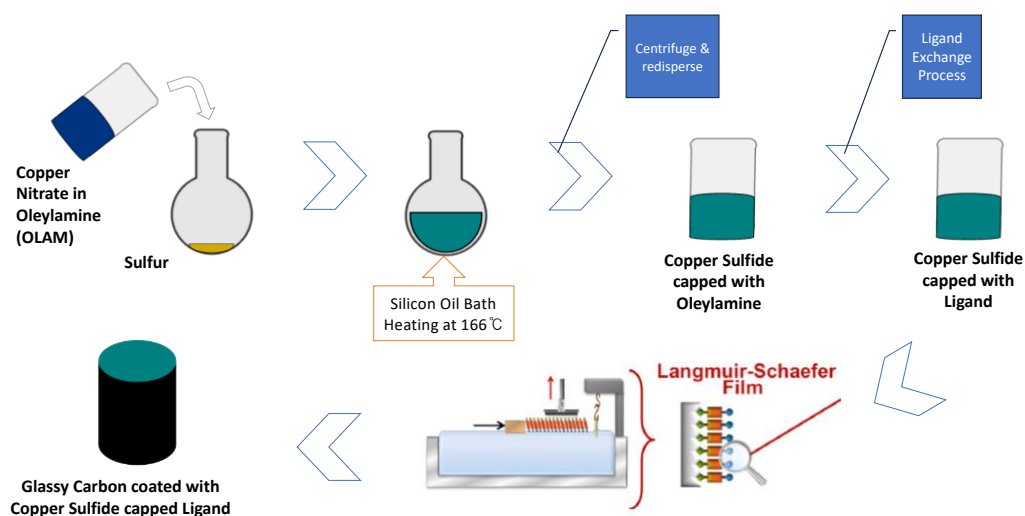 Centrifuge &
redisperse
Ligand
Exchange
Process
Copper
Nitrate in
Oleylamine
(OLAM)
Sulfur
Silicon Oil Bath
Heating at 166℃
Copper Sulfide
capped with
Oleylamine
Copper Sulfide
capped with
Ligand
Langmuir-Schaefer
Film
Glassy Carbon coated with
Copper Sulfide capped Ligand